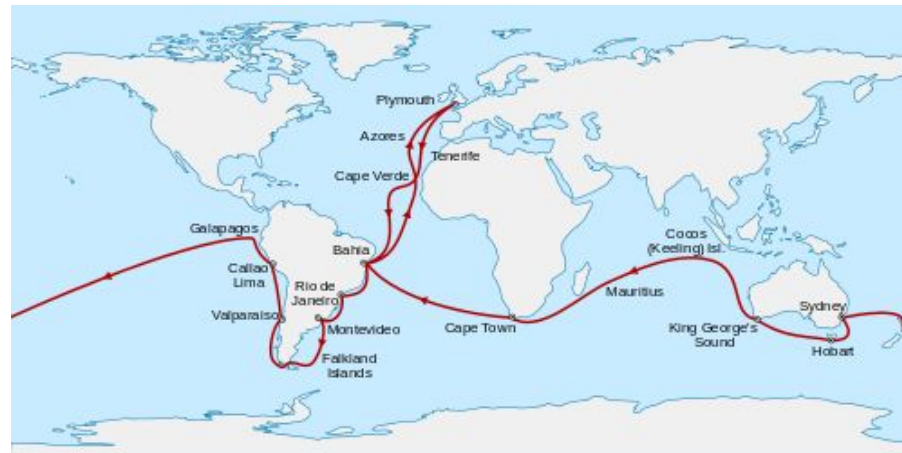 Plymouth
Azores
Tenerife
Cape Verde
Galapagos
Bahia
Cocos
(Keeling) Isl.
Callao
Lima
Rio de
Janeiro
Mauritius
Sydney
Valparaiso
Montevideo
Cape Town
King George's
Sound
Hobart
Falkland
Islands